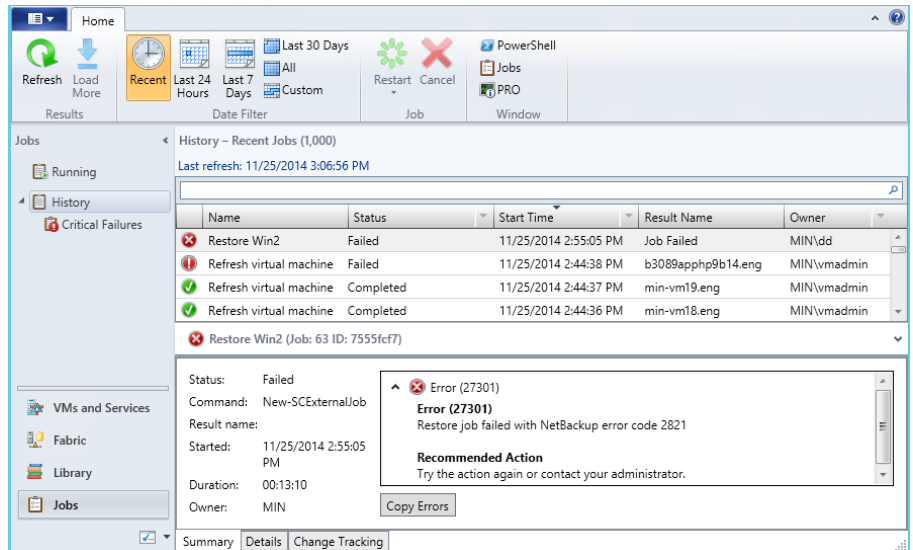 Home
Refresh
Load More
Results
Recent
Last 24 Hours
Last 7 Days
Last 30 Days
All
Custom
Date Filter
Restart
Cancel
Job
PowerShell
Jobs
PRO
Window
Jobs
Running
History
Critical Failures
VMs and Services
Fabric
Library
Jobs
History – Recent Jobs (1,000)
Last refresh: 11/25/2014 3:06:56 PM
Name Status Start Time Result Name Owner
Restore Win2 Failed 11/25/2014 2:55:05 PM Job Failed MIN\dd
Refresh virtual machine Failed 11/25/2014 2:44:38 PM b3089apphp9b14.eng MIN\vmadmin
Refresh virtual machine Completed 11/25/2014 2:44:37 PM min-vm19.eng MIN\vmadmin
Refresh virtual machine Completed 11/25/2014 2:44:36 PM min-vm18.eng MIN\vmadmin
Restore Win2 (Job: 63 ID: 7555fcf7)
Status: Failed
Command: New-SCExternalJob
Result name:
Started: 11/25/2014 2:55:05
PM
Duration: 00:13:10
Owner: MIN
Error (27301)
Error (27301)
Restore job failed with NetBackup error code 2821
Recommended Action
Try the action again or contact your administrator.
Copy Errors
Summary Details Change Tracking